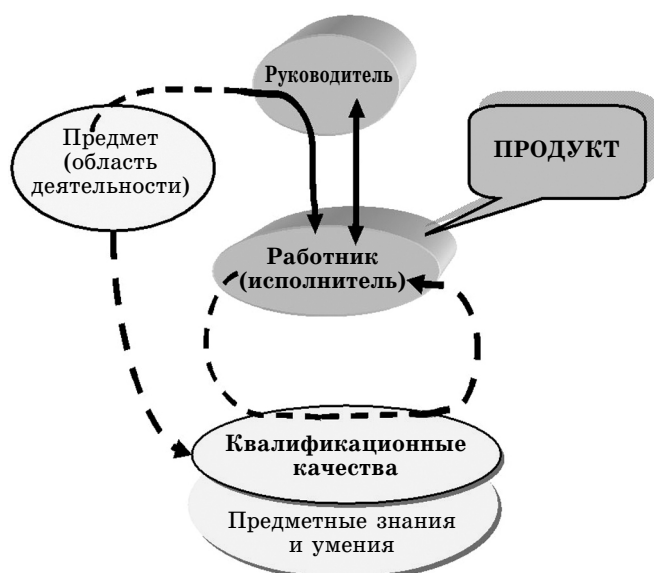 Руководитель
Предмет
(область
деятельности)
ПРОДУКТ
Работник
(исполнитель)
Квалификационные
качества
Предметные знания
и умения